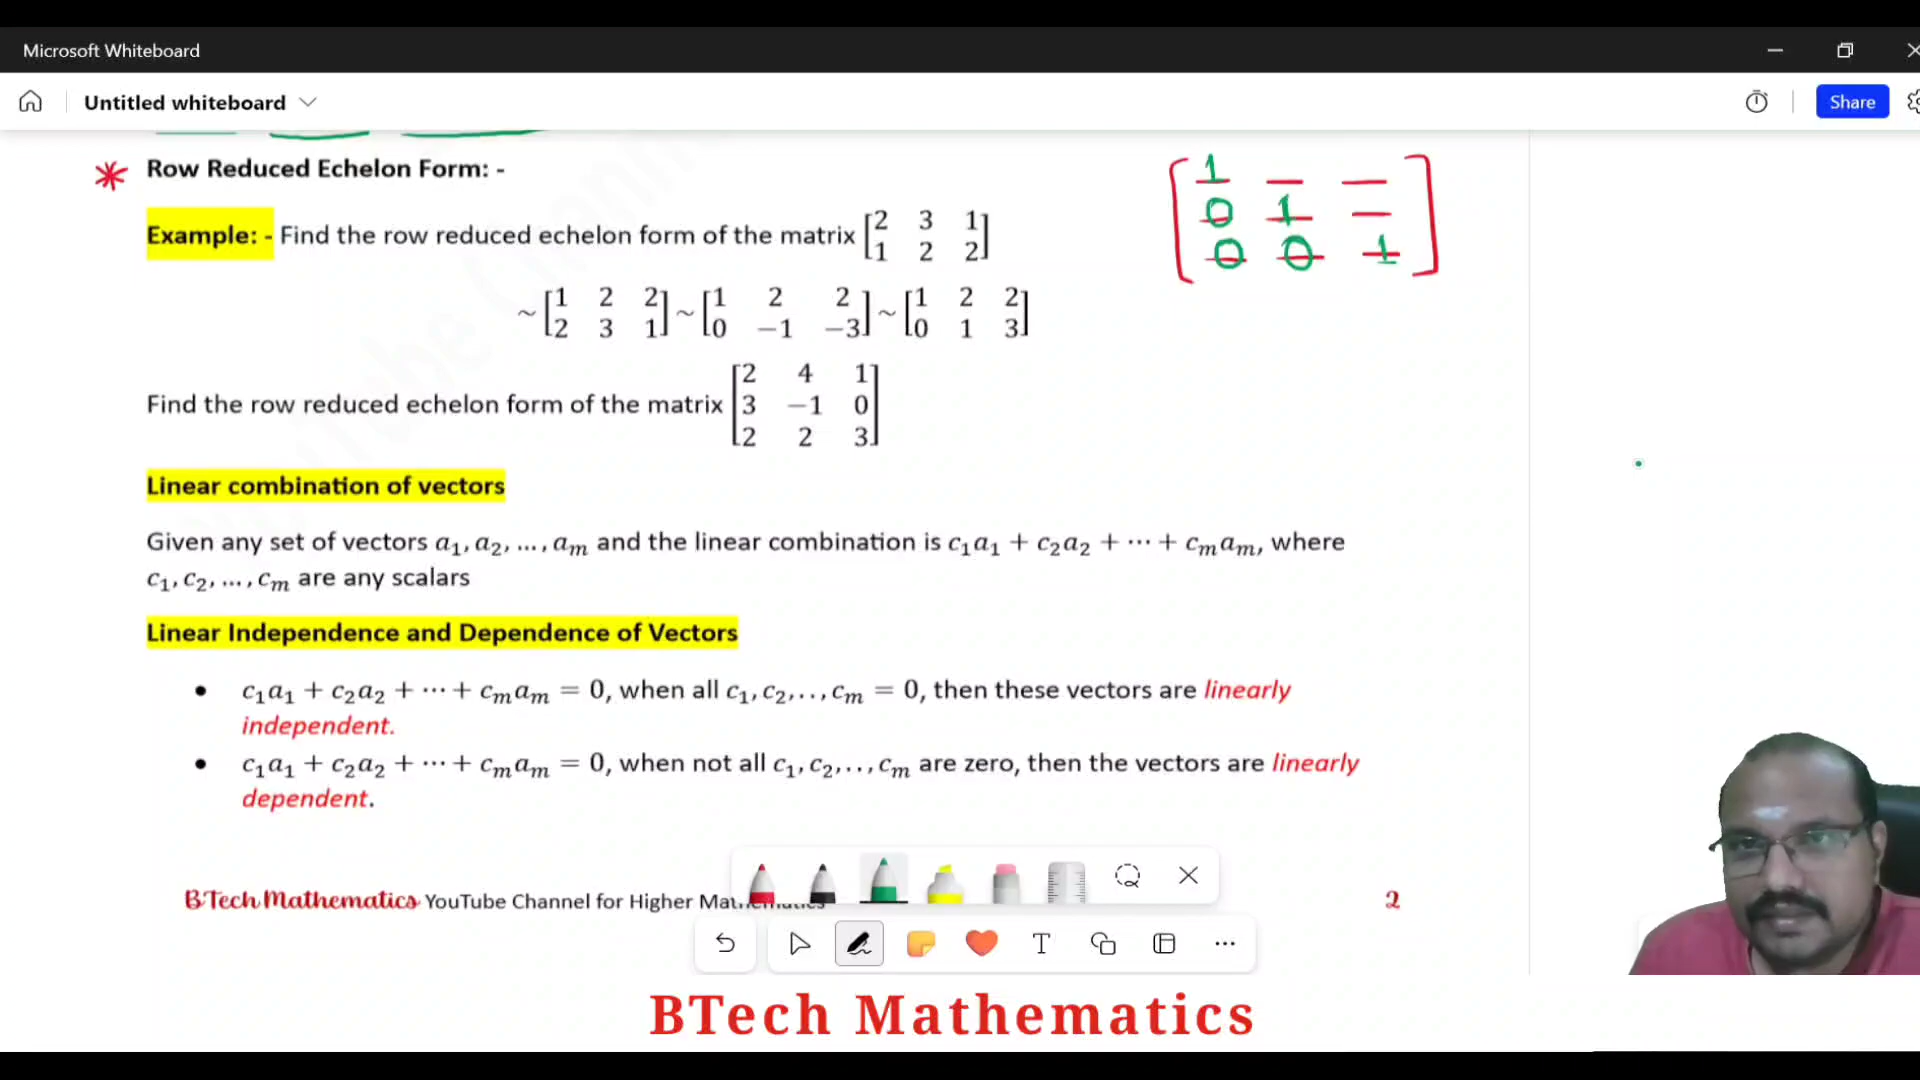 Microsoft Whiteboard
Untitled whiteboard
Share
Row Reduced Echelon Form: -
Example: - Find the row reduced echelon form of the matrix [2 3 1
1 2 2]
~ [1 2 2
2 3 1] ~ [1 2 2
0 −1 −3] ~ [1 2 2
0 1 3]
[1 _ _
0 1 _
0 0 1]
Find the row reduced echelon form of the matrix [2 4 1
3 −1 0
2 2 3]
Linear combination of vectors
Given any set of vectors a₁, a₂, ..., aₘ and the linear combination is c₁a₁ + c₂a₂ + ⋯ + cₘaₘ, where
c₁, c₂, ..., cₘ are any scalars
Linear Independence and Dependence of Vectors
• c₁a₁ + c₂a₂ + ⋯ + cₘaₘ = 0, when all c₁, c₂,.., cₘ = 0, then these vectors are linearly
independent.
• c₁a₁ + c₂a₂ + ⋯ + cₘaₘ = 0, when not all c₁, c₂,.., cₘ are zero, then the vectors are linearly
dependent.
BTech Mathematics YouTube Channel for Higher Mathematics
2
BTech Mathematics